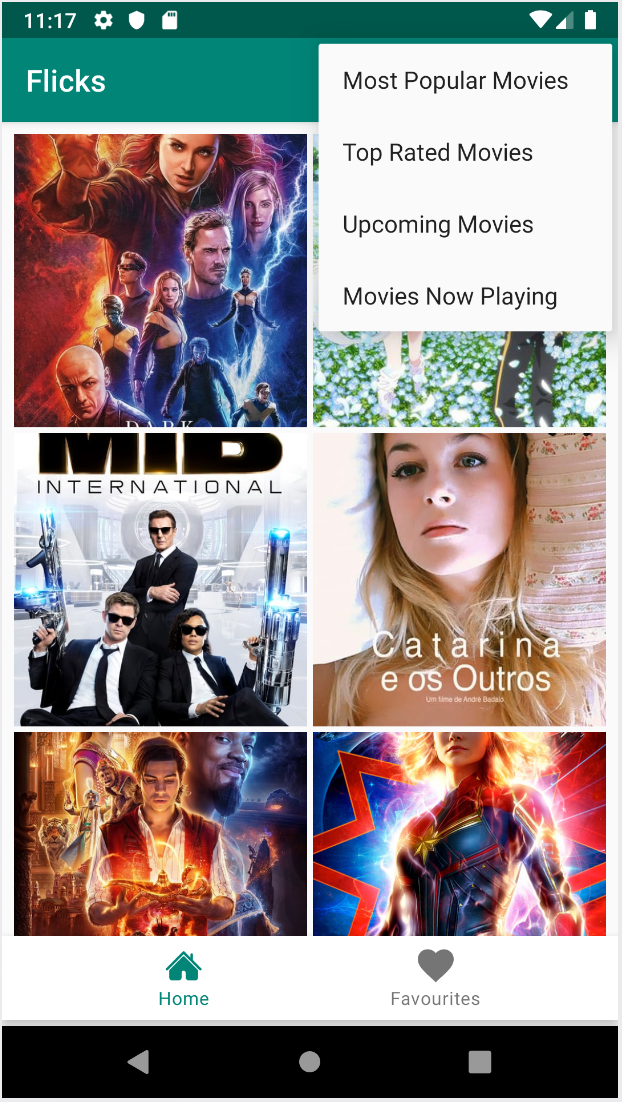 11:17
Flicks
Most Popular Movies
Top Rated Movies
Upcoming Movies
Movies Now Playing
DARK
MIB
INTERNATIONAL
Catarina
e os Outros
Um filme de André Badalo
Home
Favourites